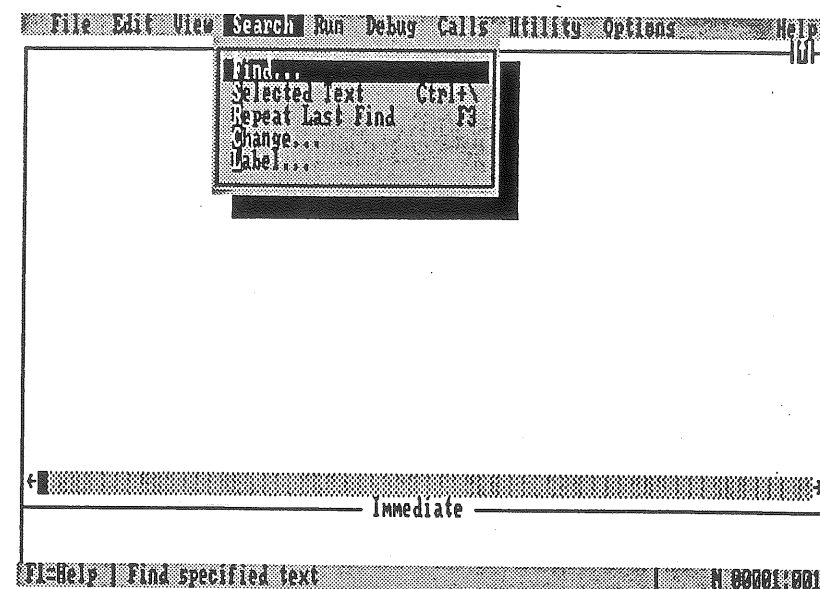 File Edit View Search Run Debug Calls Utility Options Help
Find...
Selected Text Ctrl+\
Repeat Last Find F3
Change...
Label...
Immediate
F1=Help | Find specified text | N 00001:001